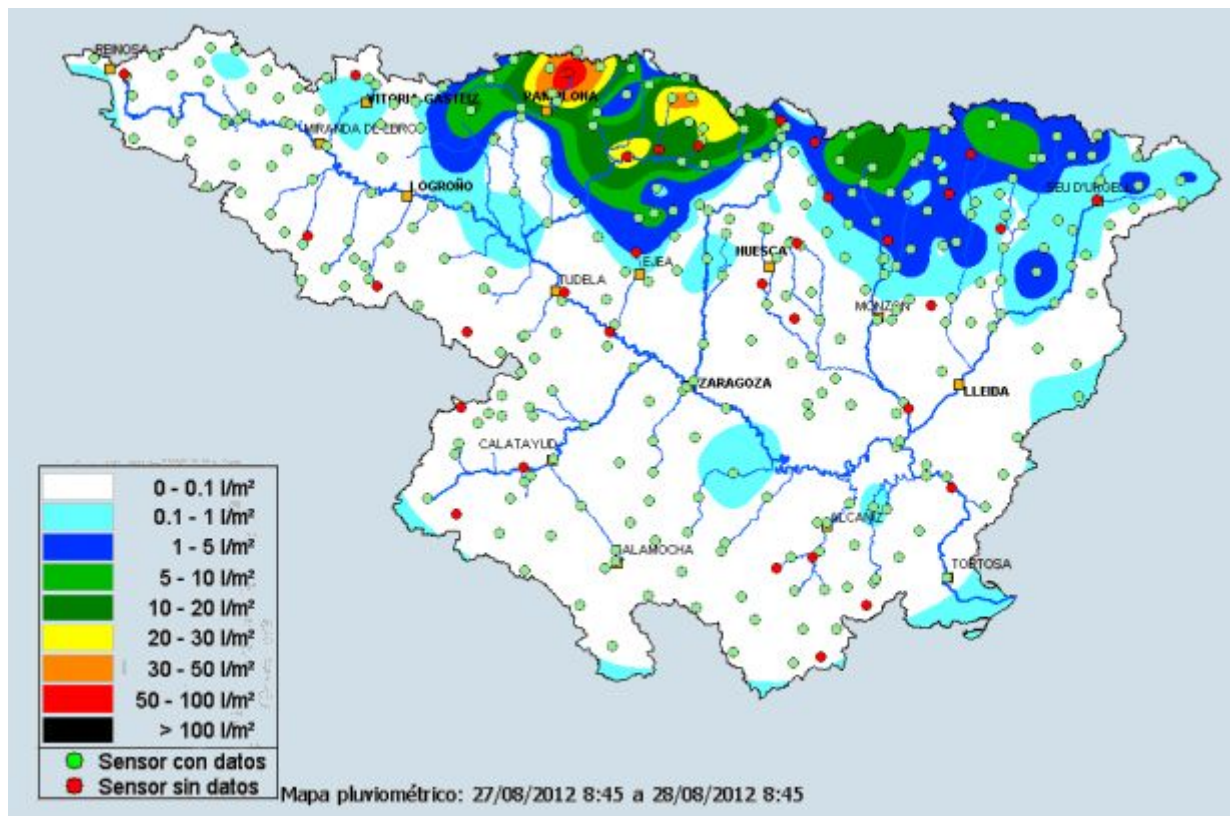 REINOSA
VITORIA-GASTEIZ
PAMPLONA
MIRANDA DE EBRO
LOGROÑO
SEU D'URGELL
HUESCA
EJEA
TUDELA
MONZON
ZARAGOZA
LLEIDA
CALATAYUD
ALCAÑIZ
CALAMOCHA
TORTOSA
0 - 0.1 l/m²
0.1 - 1 l/m²
1 - 5 l/m²
5 - 10 l/m²
10 - 20 l/m²
20 - 30 l/m²
30 - 50 l/m²
50 - 100 l/m²
> 100 l/m²
Sensor con datos
Sensor sin datos
Mapa pluviométrico: 27/08/2012 8:45 a 28/08/2012 8:45